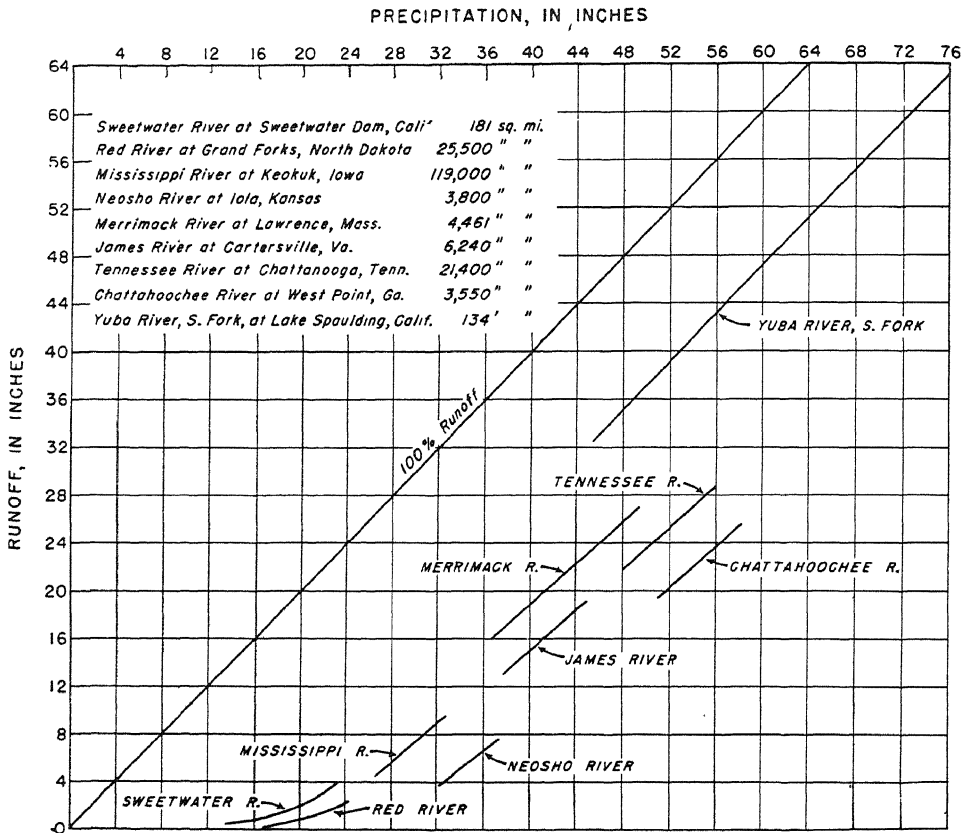 PRECIPITATION, IN INCHES
4 8 12 16 20 24 28 32 36 40 44 48 52 56 60 64 68 72 76
64
60
56
52
48
44
40
36
32
28
24
20
16
12
8
4
0
RUNOFF, IN INCHES
Sweetwater River at Sweetwater Dam, Calif 181 sq. mi.
Red River at Grand Forks, North Dakota 25,500 " "
Mississippi River at Keokuk, Iowa 119,000 " "
Neosho River at Iola, Kansas 3,800 " "
Merrimack River at Lawrence, Mass. 4,461 " "
James River at Cartersville, Va. 6,240 " "
Tennessee River at Chattanooga, Tenn. 21,400 " "
Chattahoochee River at West Point, Ga. 3,550 " "
Yuba River, S. Fork, at Lake Spaulding, Calif. 134 ' "
YUBA RIVER, S. FORK
100% Runoff
TENNESSEE R.
MERRIMACK R.
CHATTAHOOCHEE R.
JAMES RIVER
MISSISSIPPI R.
NEOSHO RIVER
SWEETWATER R.
RED RIVER